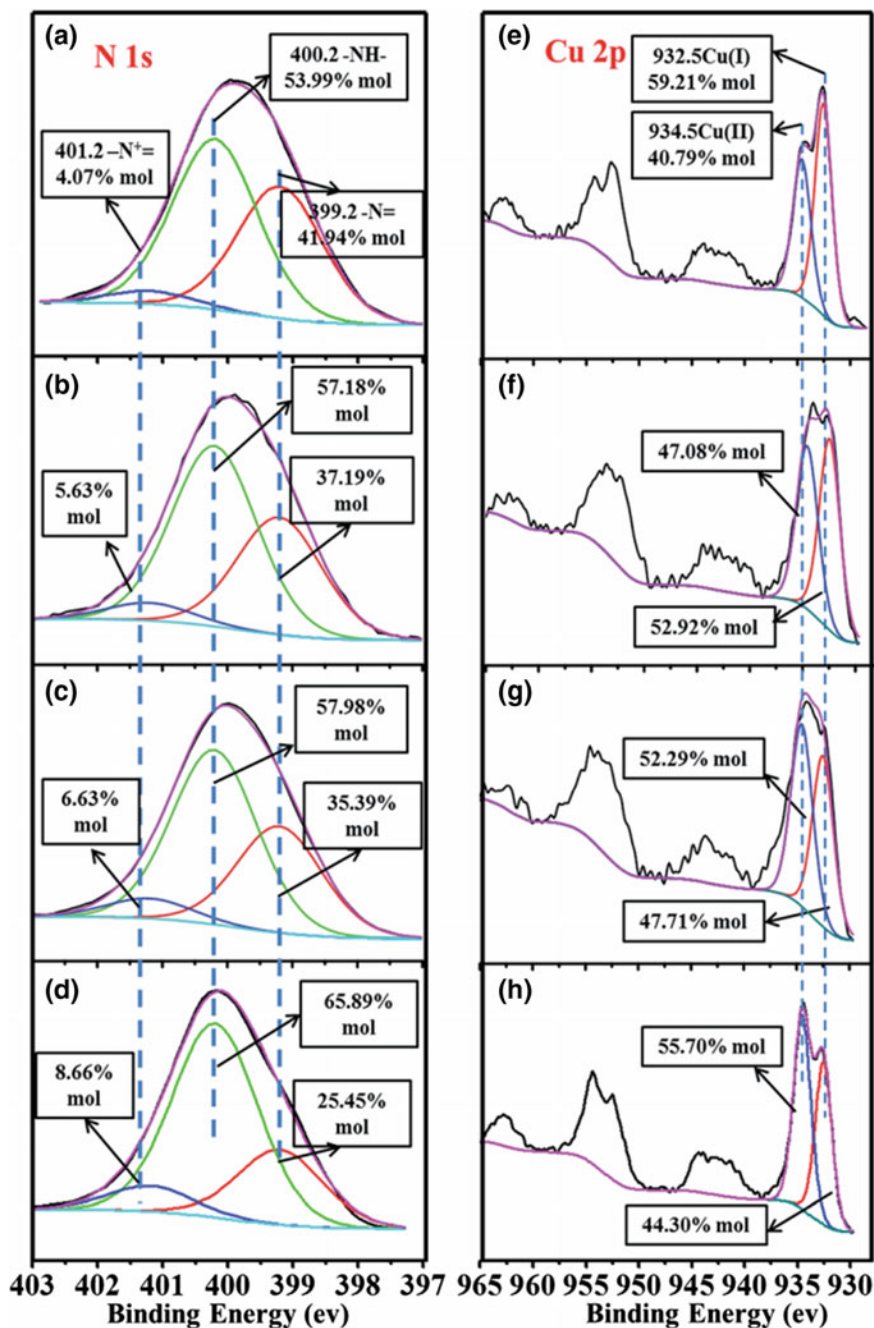 (a)
N 1s
400.2 -NH-
53.99% mol
401.2 –N⁺=
4.07% mol
399.2 -N=
41.94% mol
(b)
57.18%
mol
5.63%
mol
37.19%
mol
(c)
57.98%
mol
6.63%
mol
35.39%
mol
(d)
65.89%
mol
8.66%
mol
25.45%
mol
403 402 401 400 399 398 397
Binding Energy (ev)
(e)
Cu 2p
932.5Cu(I)
59.21% mol
934.5Cu(II)
40.79% mol
(f)
47.08% mol
52.92% mol
(g)
52.29% mol
47.71% mol
(h)
55.70% mol
44.30% mol
965 960 955 950 945 940 935 930
Binding Energy (ev)